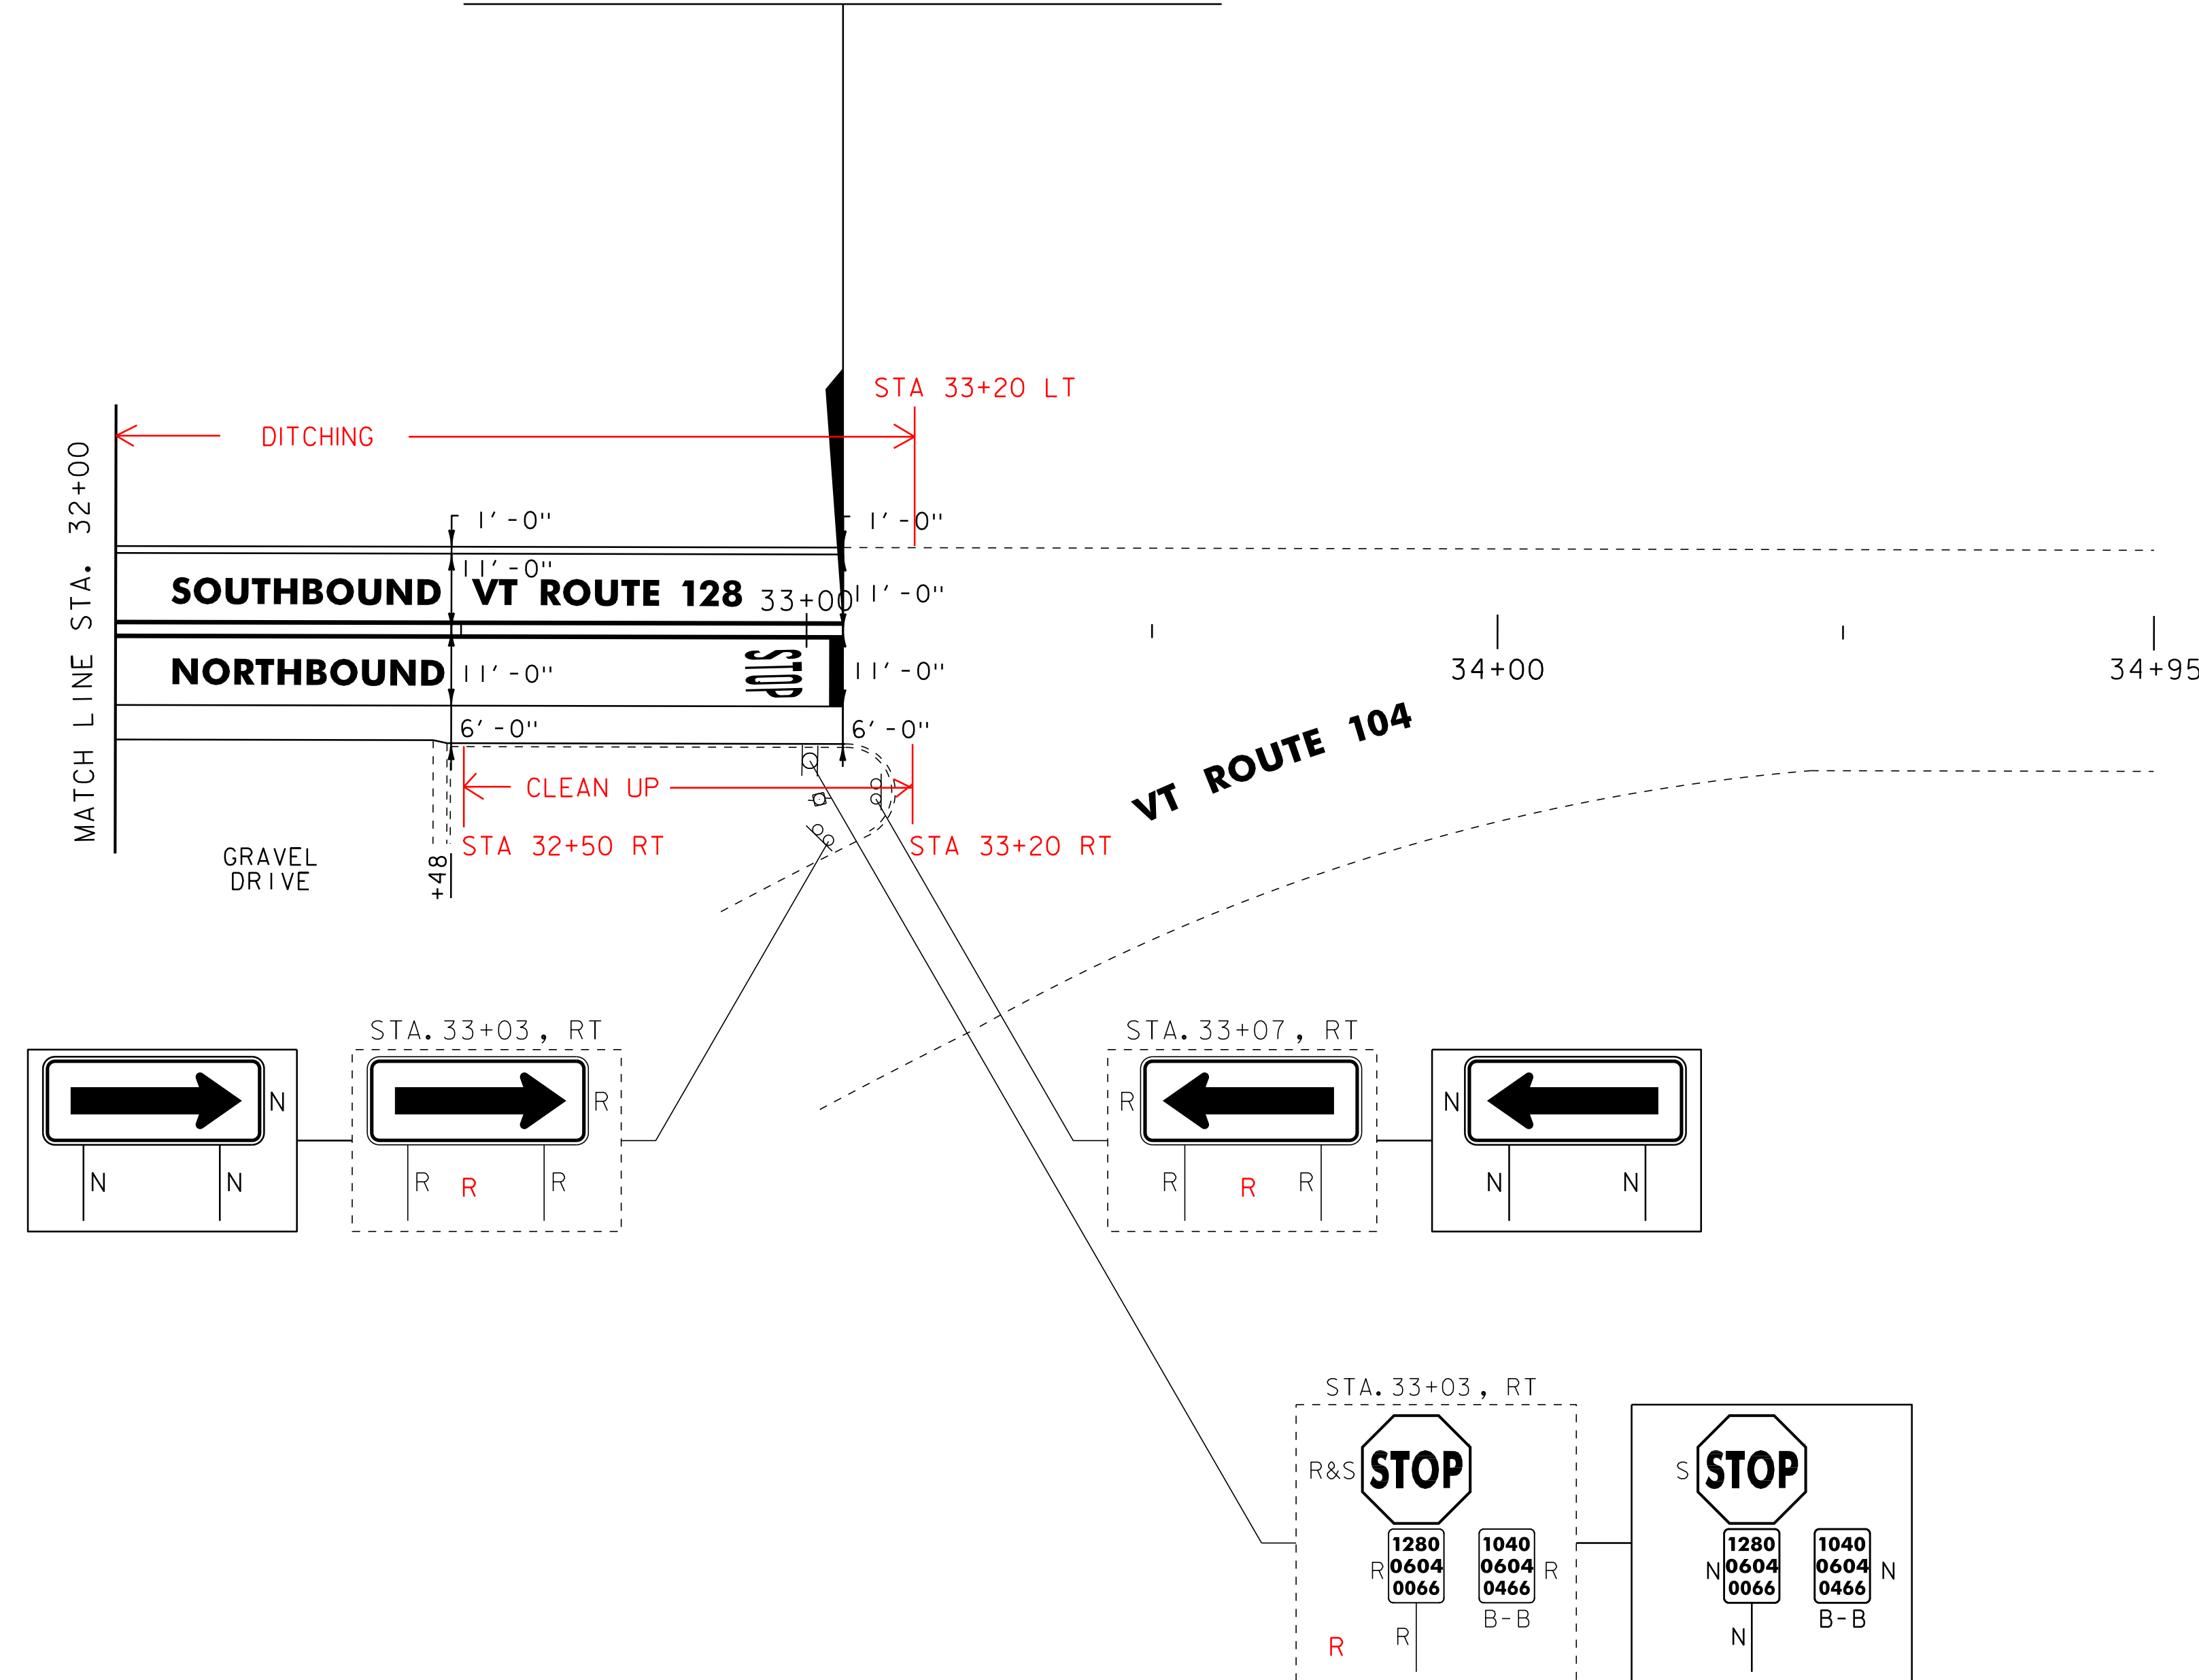 STA 33+20 LT
DITCHING
MATCH LINE STA. 32+00
1'-0"
1'-0"
11'-0"
SOUTHBOUND VT ROUTE 128
33+00
11'-0"
NORTHBOUND
11'-0"
STOP
11'-0"
34+00
34+95
6'-0"
6'-0"
VT ROUTE 104
CLEAN UP
STA 32+50 RT
STA 33+20 RT
GRAVEL
DRIVE
+48
STA.33+03, RT
STA.33+07, RT
N
R
R
N
N
N
R
R
R
R
R
R
N
N
STA.33+03, RT
R&S
STOP
S
STOP
1280
0604
0066
R
1040
0604
0466
R
B-B
R
R
1280
0604
0066
N
1040
0604
0466
N
B-B
N